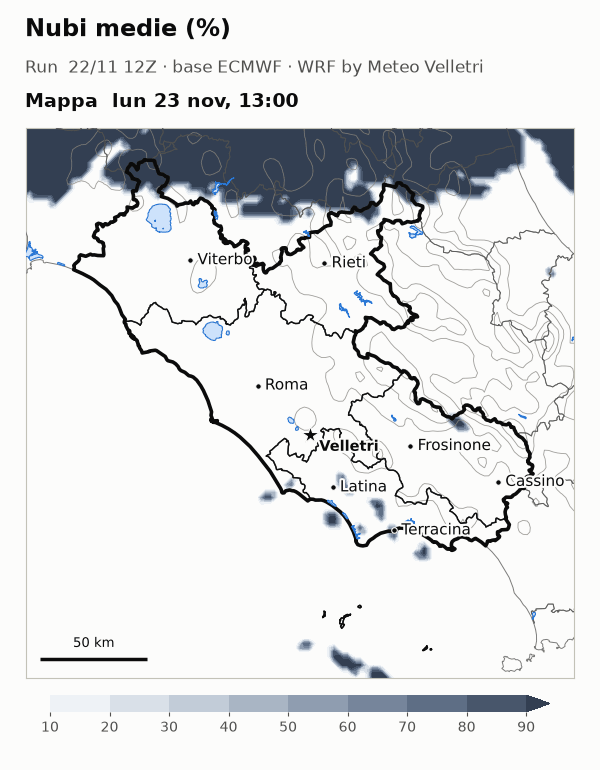 Nubi medie (%)
Run 22/11 12Z · base ECMWF · WRF by Meteo Velletri
Mappa lun 23 nov, 13:00
Viterbo
Rieti
Roma
Velletri
Frosinone
Latina
Cassino
Terracina
50 km
10 20 30 40 50 60 70 80 90